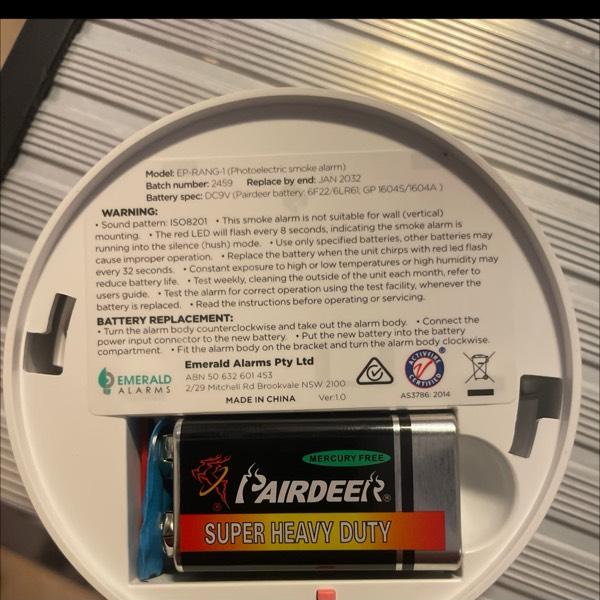 Model: EP-RANG-1 (Photoelectric smoke alarm)
Batch number: 2459 Replace by end: JAN 2032
Battery spec: DC9V (Pairdeer battery: 6F22/6LR61; GP 1604S/1604A )
WARNING:
• Sound pattern: ISO8201 • This smoke alarm is not suitable for wall (vertical)
mounting. • The red LED will flash every 8 seconds, indicating the smoke alarm is
running into the silence (hush) mode. • Use only specified batteries, other batteries may
cause improper operation. • Replace the battery when the unit chirps with red led flash
every 32 seconds. • Constant exposure to high or low temperatures or high humidity may
reduce battery life. • Test weekly, cleaning the outside of the unit each month, refer to
users guide. • Test the alarm for correct operation using the test facility, whenever the
battery is replaced. • Read the instructions before operating or servicing.
BATTERY REPLACEMENT:
• Turn the alarm body counterclockwise and take out the alarm body. • Connect the
power input connector to the new battery. • Put the new battery into the battery
compartment. • Fit the alarm body on the bracket and turn the alarm body clockwise.
EMERALD
ALARMS
Emerald Alarms Pty Ltd
ABN 50 632 601 453
2/29 Mitchell Rd Brookvale NSW 2100
MADE IN CHINA Ver:1.0
ACTIVFIRE
CERTIFIED
®
AS3786: 2014
MERCURY FREE
PAIRDEER®
SUPER HEAVY DUTY